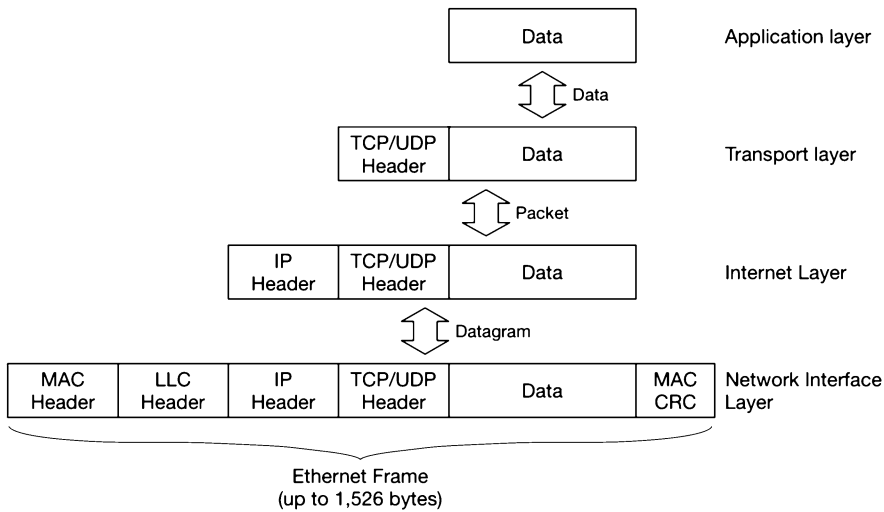 Data
Application layer
Data
TCP/UDP
Header
Data
Transport layer
Packet
IP
Header
TCP/UDP
Header
Data
Internet Layer
Datagram
MAC
Header
LLC
Header
IP
Header
TCP/UDP
Header
Data
MAC
CRC
Network Interface
Layer
Ethernet Frame
(up to 1,526 bytes)